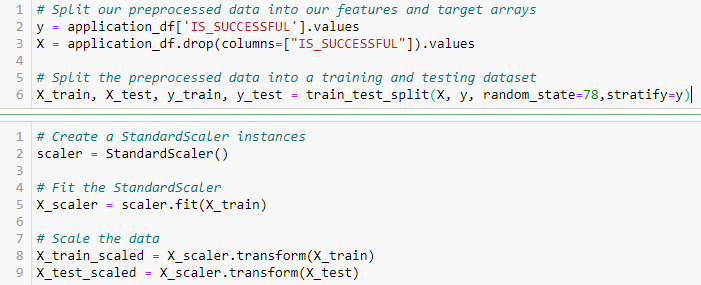 1 # Split our preprocessed data into our features and target arrays
2 y = application_df['IS_SUCCESSFUL'].values
3 X = application_df.drop(columns=["IS_SUCCESSFUL"]).values
4
5 # Split the preprocessed data into a training and testing dataset
6 X_train, X_test, y_train, y_test = train_test_split(X, y, random_state=78,stratify=y)
1 # Create a StandardScaler instances
2 scaler = StandardScaler()
3
4 # Fit the StandardScaler
5 X_scaler = scaler.fit(X_train)
6
7 # Scale the data
8 X_train_scaled = X_scaler.transform(X_train)
9 X_test_scaled = X_scaler.transform(X_test)